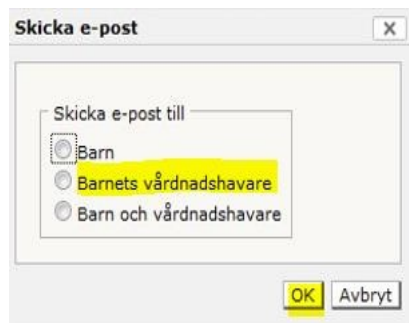 Skicka e-post
X
Skicka e-post till
Barn
Barnets vårdnadshavare
Barn och vårdnadshavare
OK Avbryt